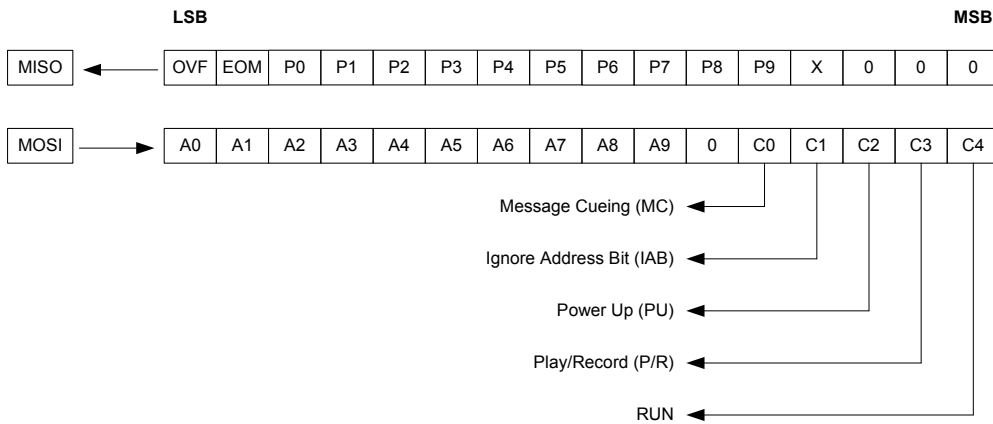 LSB MSB
MISO OVF EOM P0 P1 P2 P3 P4 P5 P6 P7 P8 P9 X 0 0 0
MOSI A0 A1 A2 A3 A4 A5 A6 A7 A8 A9 0 C0 C1 C2 C3 C4
Message Cueing (MC)
Ignore Address Bit (IAB)
Power Up (PU)
Play/Record (P/R)
RUN